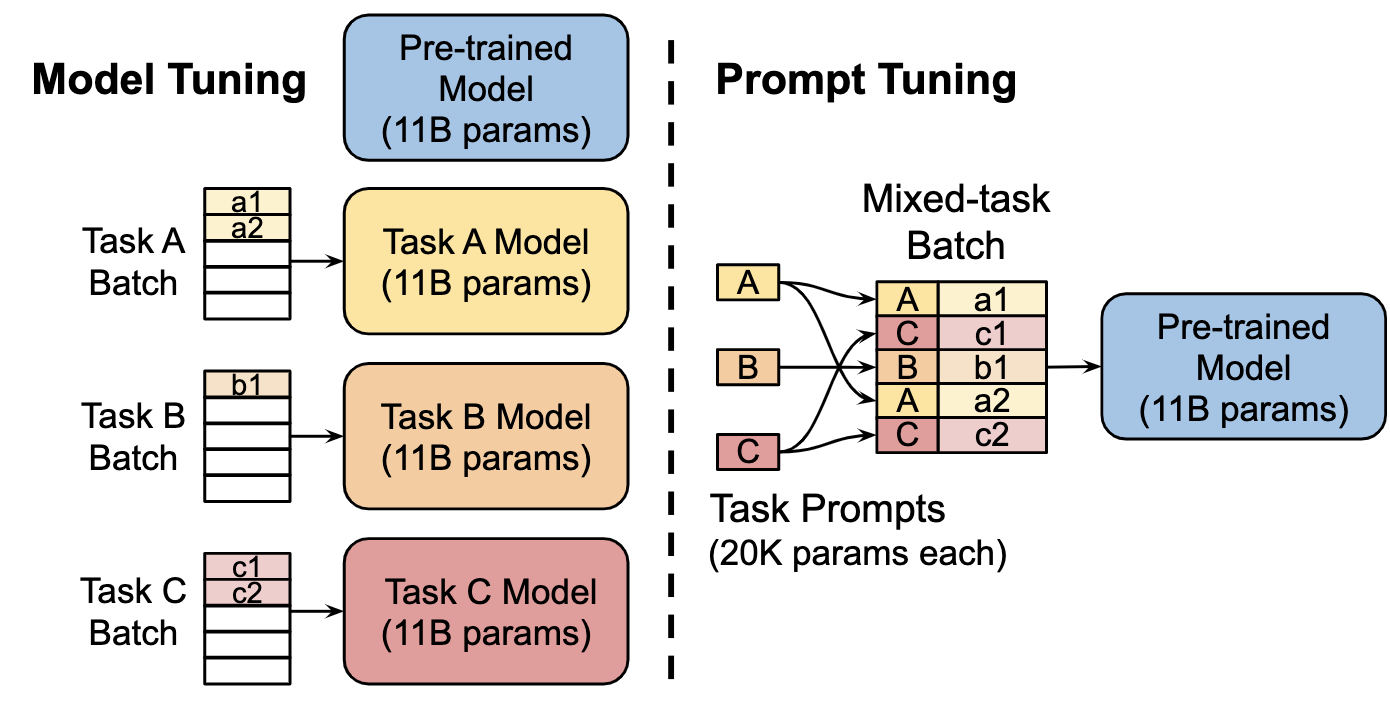 Model Tuning
Pre-trained
Model
(11B params)
a1
a2
Task A
Batch
Task A Model
(11B params)
b1
Task B
Batch
Task B Model
(11B params)
c1
c2
Task C
Batch
Task C Model
(11B params)
Prompt Tuning
Mixed-task
Batch
A
B
C
A a1
C c1
B b1
A a2
C c2
Pre-trained
Model
(11B params)
Task Prompts
(20K params each)